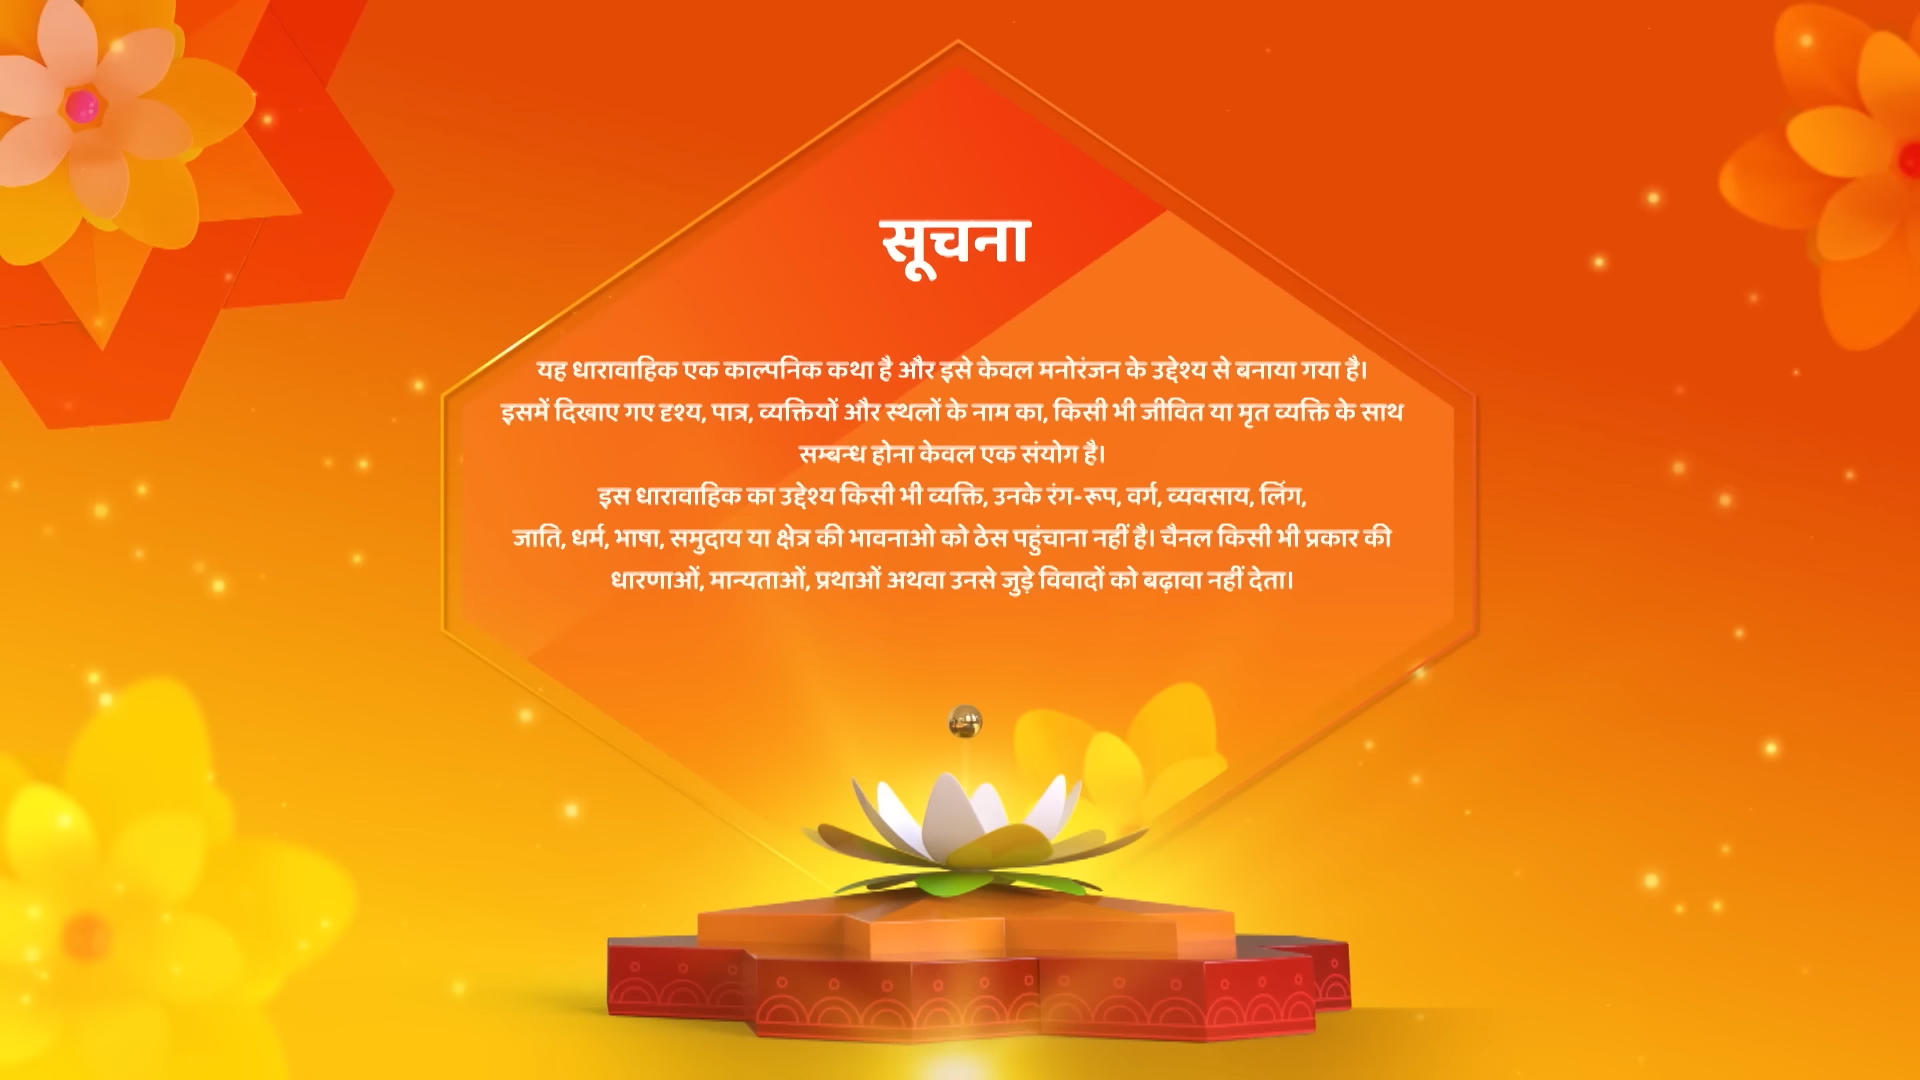 सूचना
यह धारावाहिक एक काल्पनिक कथा है और इसे केवल मनोरंजन के उद्देश्य से बनाया गया है।
इसमें दिखाए गए दृश्य, पात्र, व्यक्तियों और स्थलों के नाम का, किसी भी जीवित या मृत व्यक्ति के साथ
सम्बन्ध होना केवल एक संयोग है।
इस धारावाहिक का उद्देश्य किसी भी व्यक्ति, उनके रंग-रूप, वर्ग, व्यवसाय, लिंग,
जाति, धर्म, भाषा, समुदाय या क्षेत्र की भावनाओ को ठेस पहुंचाना नहीं है। चैनल किसी भी प्रकार की
धारणाओं, मान्यताओं, प्रथाओं अथवा उनसे जुड़े विवादों को बढ़ावा नहीं देता।